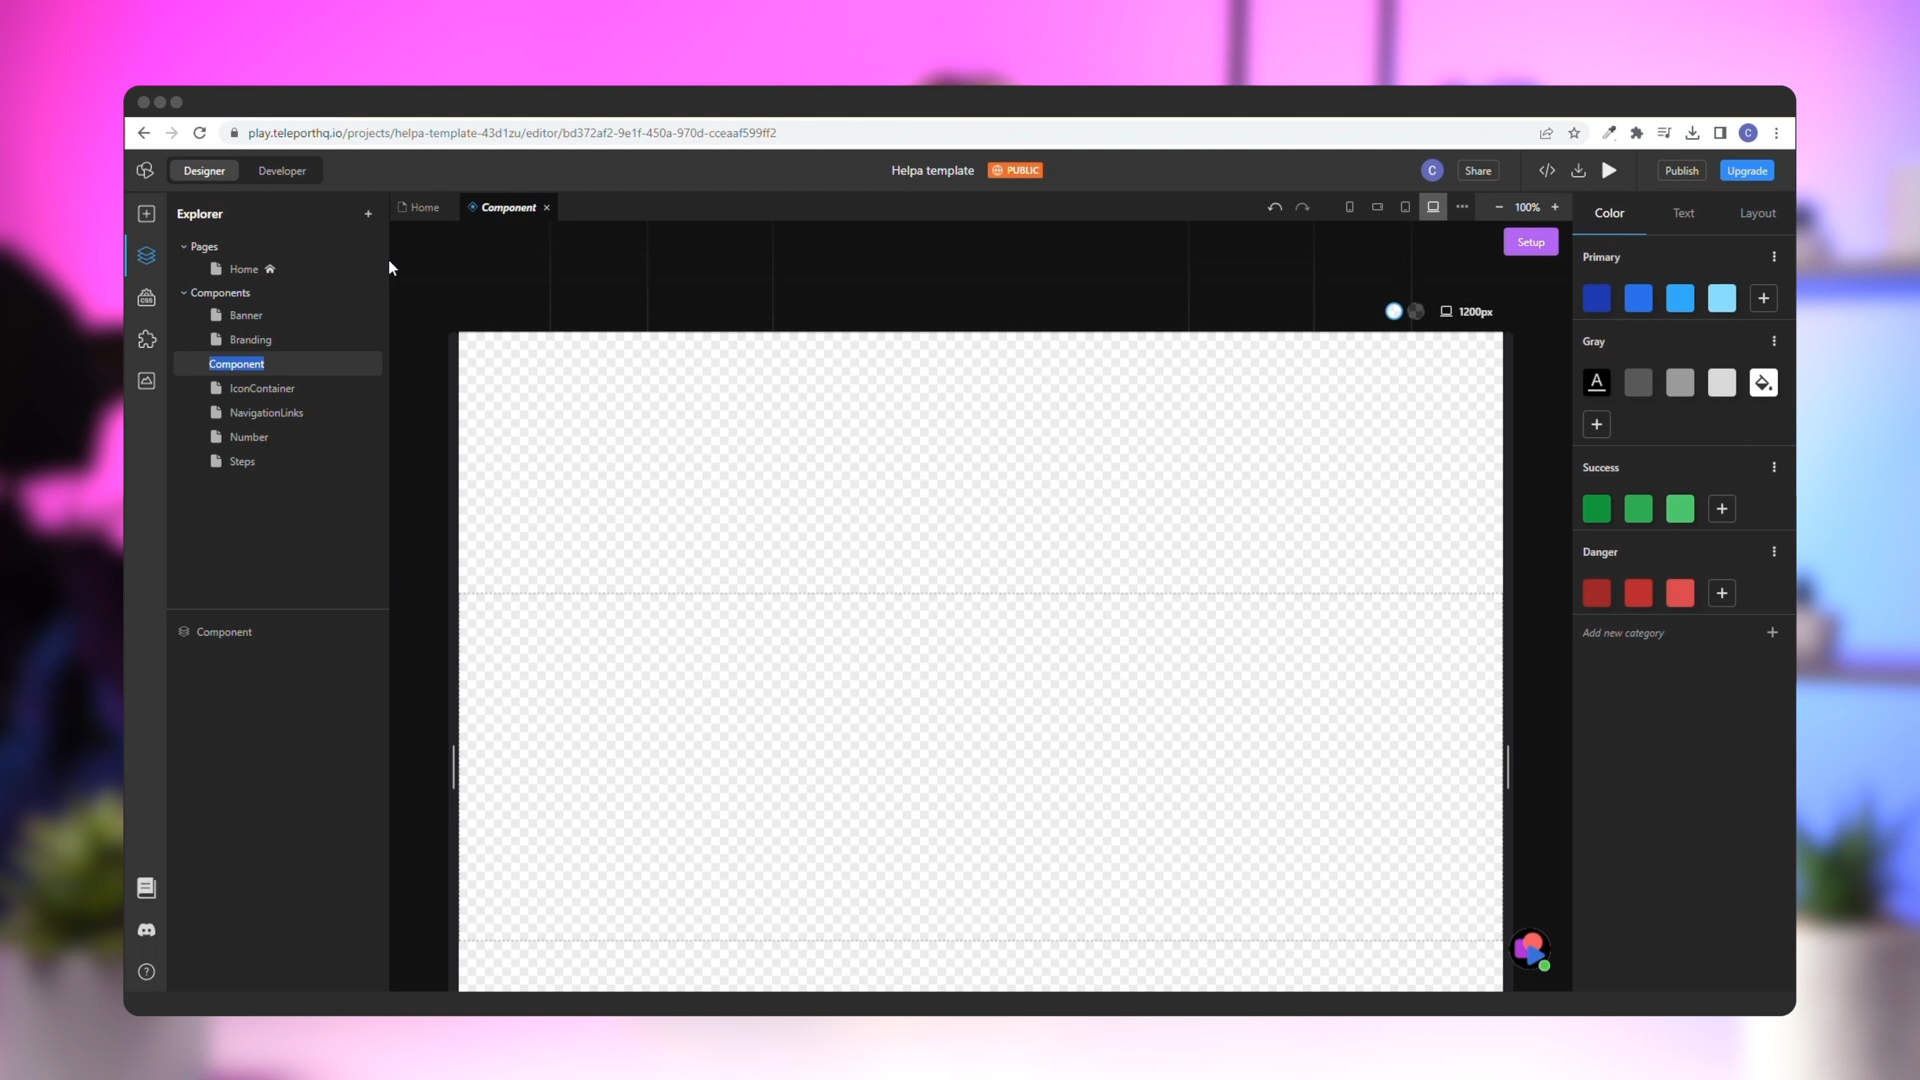 play.teleporthq.io/projects/helpa-template-43d1zu/editor/bd372af2-9e1f-450a-970d-cceaaf599ff2
C
Designer
Developer
Helpa template
PUBLIC
C
Share
Publish
Upgrade
Explorer
+
Home
Component
100%
Color
Text
Layout
Setup
Pages
Home
Components
Banner
Branding
Component
IconContainer
NavigationLinks
Number
Steps
Component
1200px
Primary
Gray
A
Success
Danger
Add new category
CSS